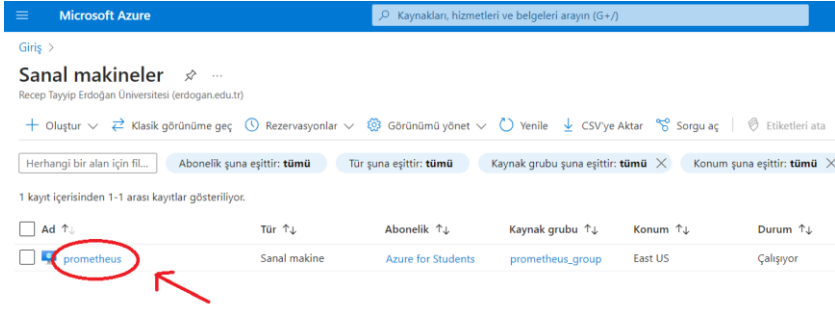 Microsoft Azure
Kaynakları, hizmetleri ve belgeleri arayın (G+/)
Giriş >
Sanal makineler ...
Recep Tayyip Erdoğan Üniversitesi (erdogan.edu.tr)
+ Oluştur Klasik görünüme geç Rezervasyonlar Görünümü yönet Yenile CSV'ye Aktar Sorgu aç Etiketleri ata
Herhangi bir alan için fil... Abonelik şuna eşittir: tümü Tür şuna eşittir: tümü Kaynak grubu şuna eşittir: tümü Konum şuna eşittir: tümü
1 kayıt içerisinden 1-1 arası kayıtlar gösteriliyor.
Ad ↑↓ Tür ↑↓ Abonelik ↑↓ Kaynak grubu ↑↓ Konum ↑↓ Durum ↑↓
prometheus Sanal makine Azure for Students prometheus_group East US Çalışıyor